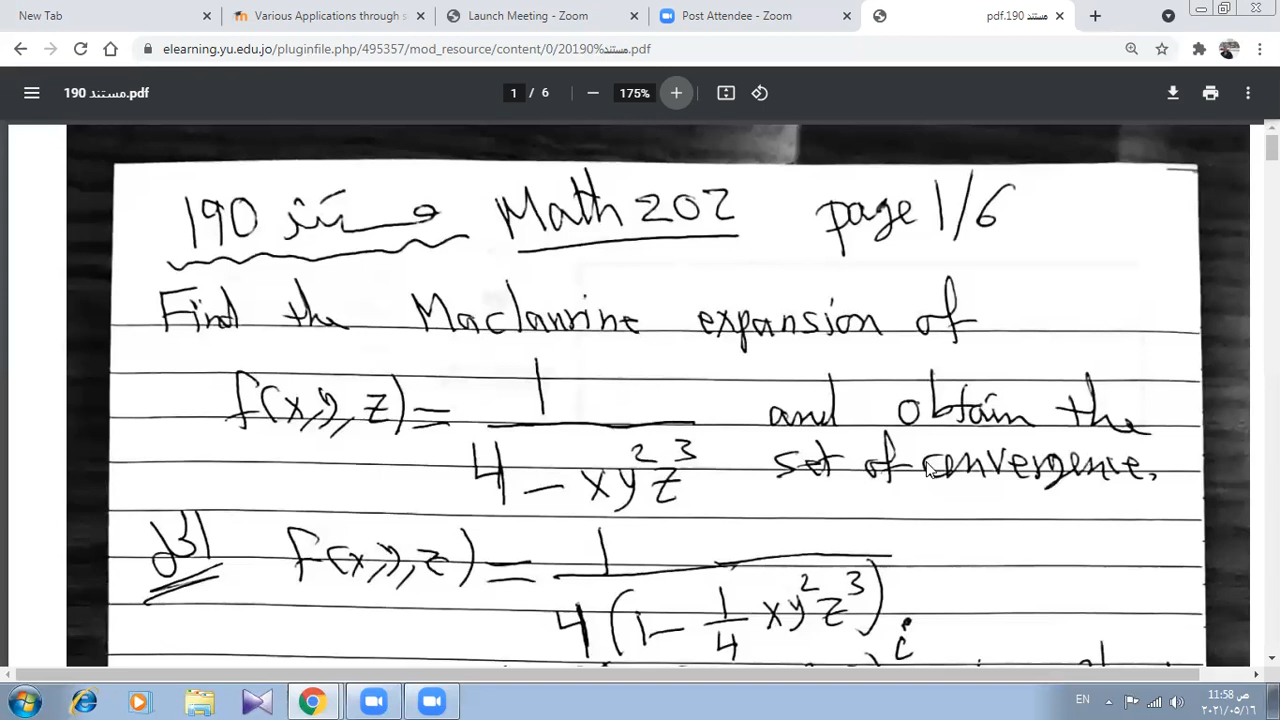 New Tab
Various Applications through s
Launch Meeting - Zoom
Post Attendee - Zoom
مستند 190.pdf
elearning.yu.edu.jo/pluginfile.php/495357/mod_resource/content/0/20190%مستند.pdf
مستند 190.pdf
1 / 6
175%
مستند 190 Math 202 page 1/6
Find the Maclaurine expansion of
f(x,y,z) = 1 / (4 - xy²z³) and obtain the
set of convergence.
الحل f(x,y,z) = 1 / (4(1 - 1/4 xy²z³))
EN
11:58 ص
٢٠٢١/٠٥/١٦